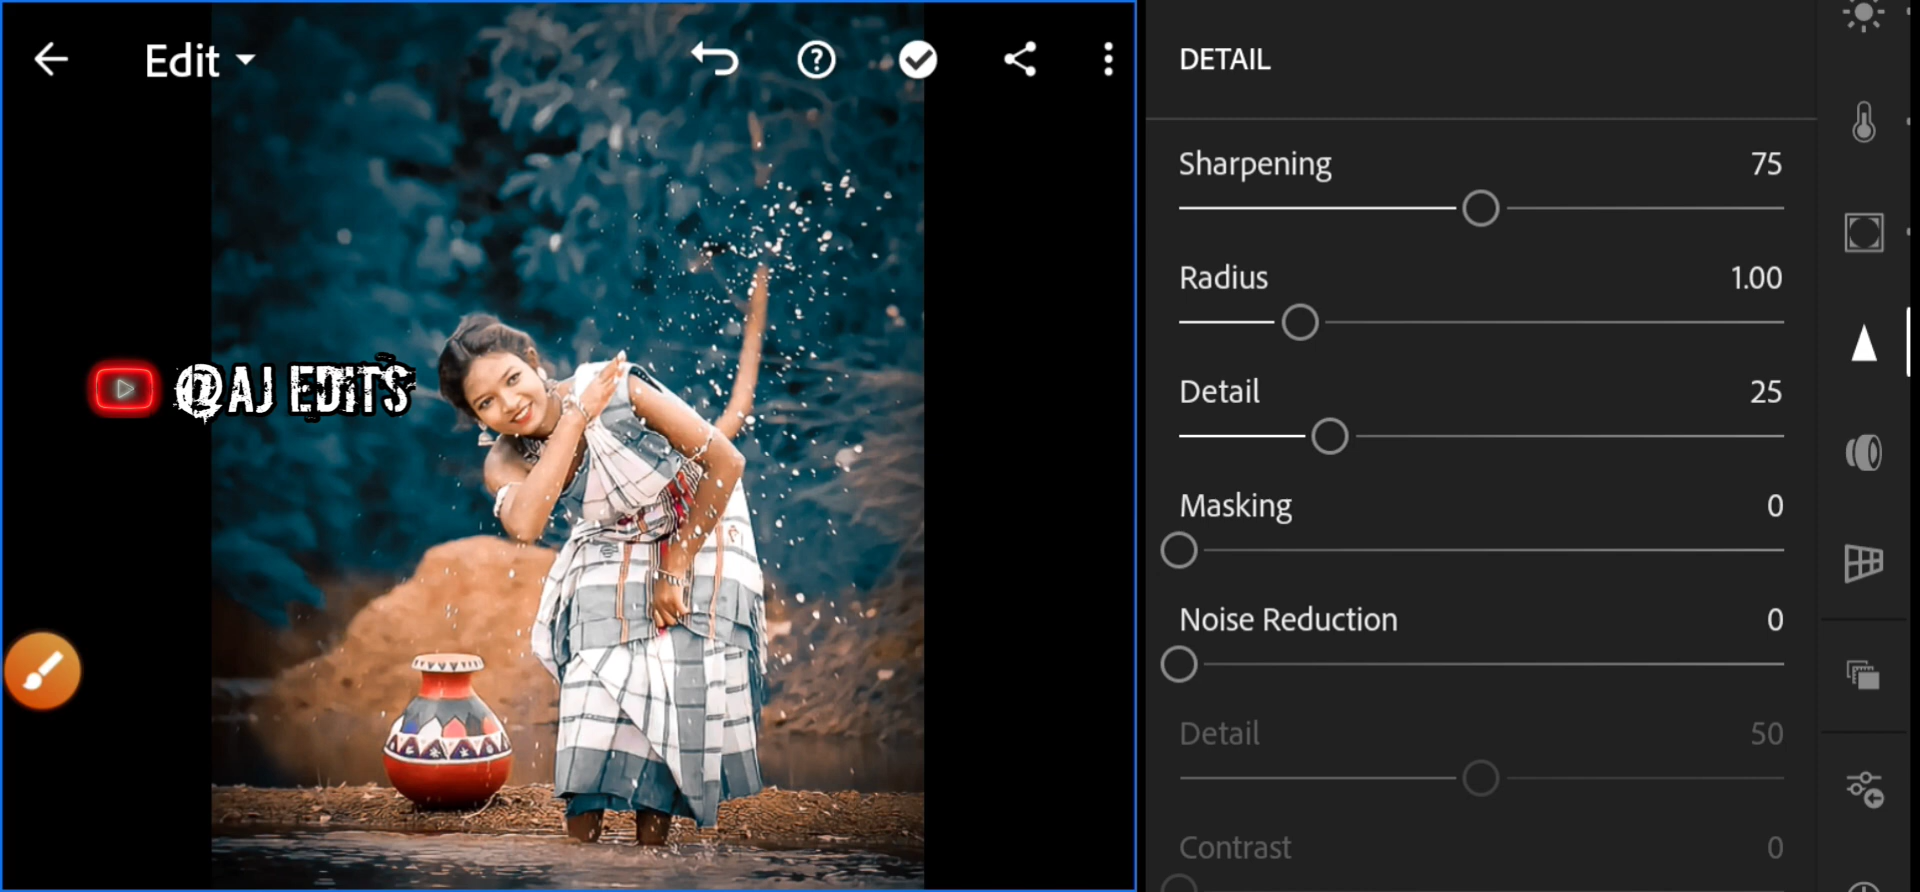 Edit
@AJ EDITS
DETAIL
Sharpening 75
Radius 1.00
Detail 25
Masking 0
Noise Reduction 0
Detail 50
Contrast 0